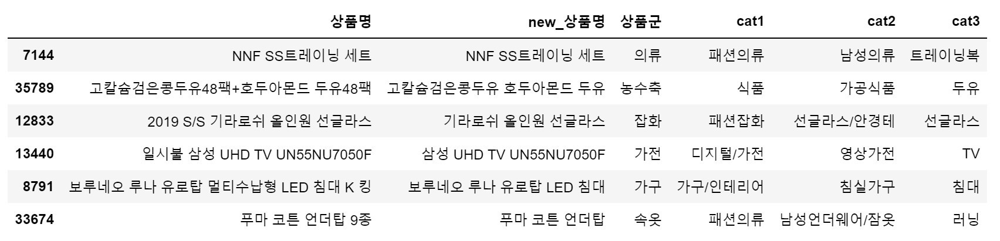 상품명 new_상품명 상품군 cat1 cat2 cat3
7144 NNF SS트레이닝 세트 NNF SS트레이닝 세트 의류 패션의류 남성의류 트레이닝복
35789 고칼슘검은콩두유48팩+호두아몬드 두유48팩 고칼슘검은콩두유 호두아몬드 두유 농수축 식품 가공식품 두유
12833 2019 S/S 기라로쉬 올인원 선글라스 기라로쉬 올인원 선글라스 잡화 패션잡화 선글라스/안경테 선글라스
13440 일시불 삼성 UHD TV UN55NU7050F 삼성 UHD TV UN55NU7050F 가전 디지털/가전 영상가전 TV
8791 보루네오 루나 유로탑 멀티수납형 LED 침대 K 킹 보루네오 루나 유로탑 LED 침대 가구 가구/인테리어 침실가구 침대
33674 푸마 코튼 언더탑 9종 푸마 코튼 언더탑 속옷 패션의류 남성언더웨어/잠옷 러닝